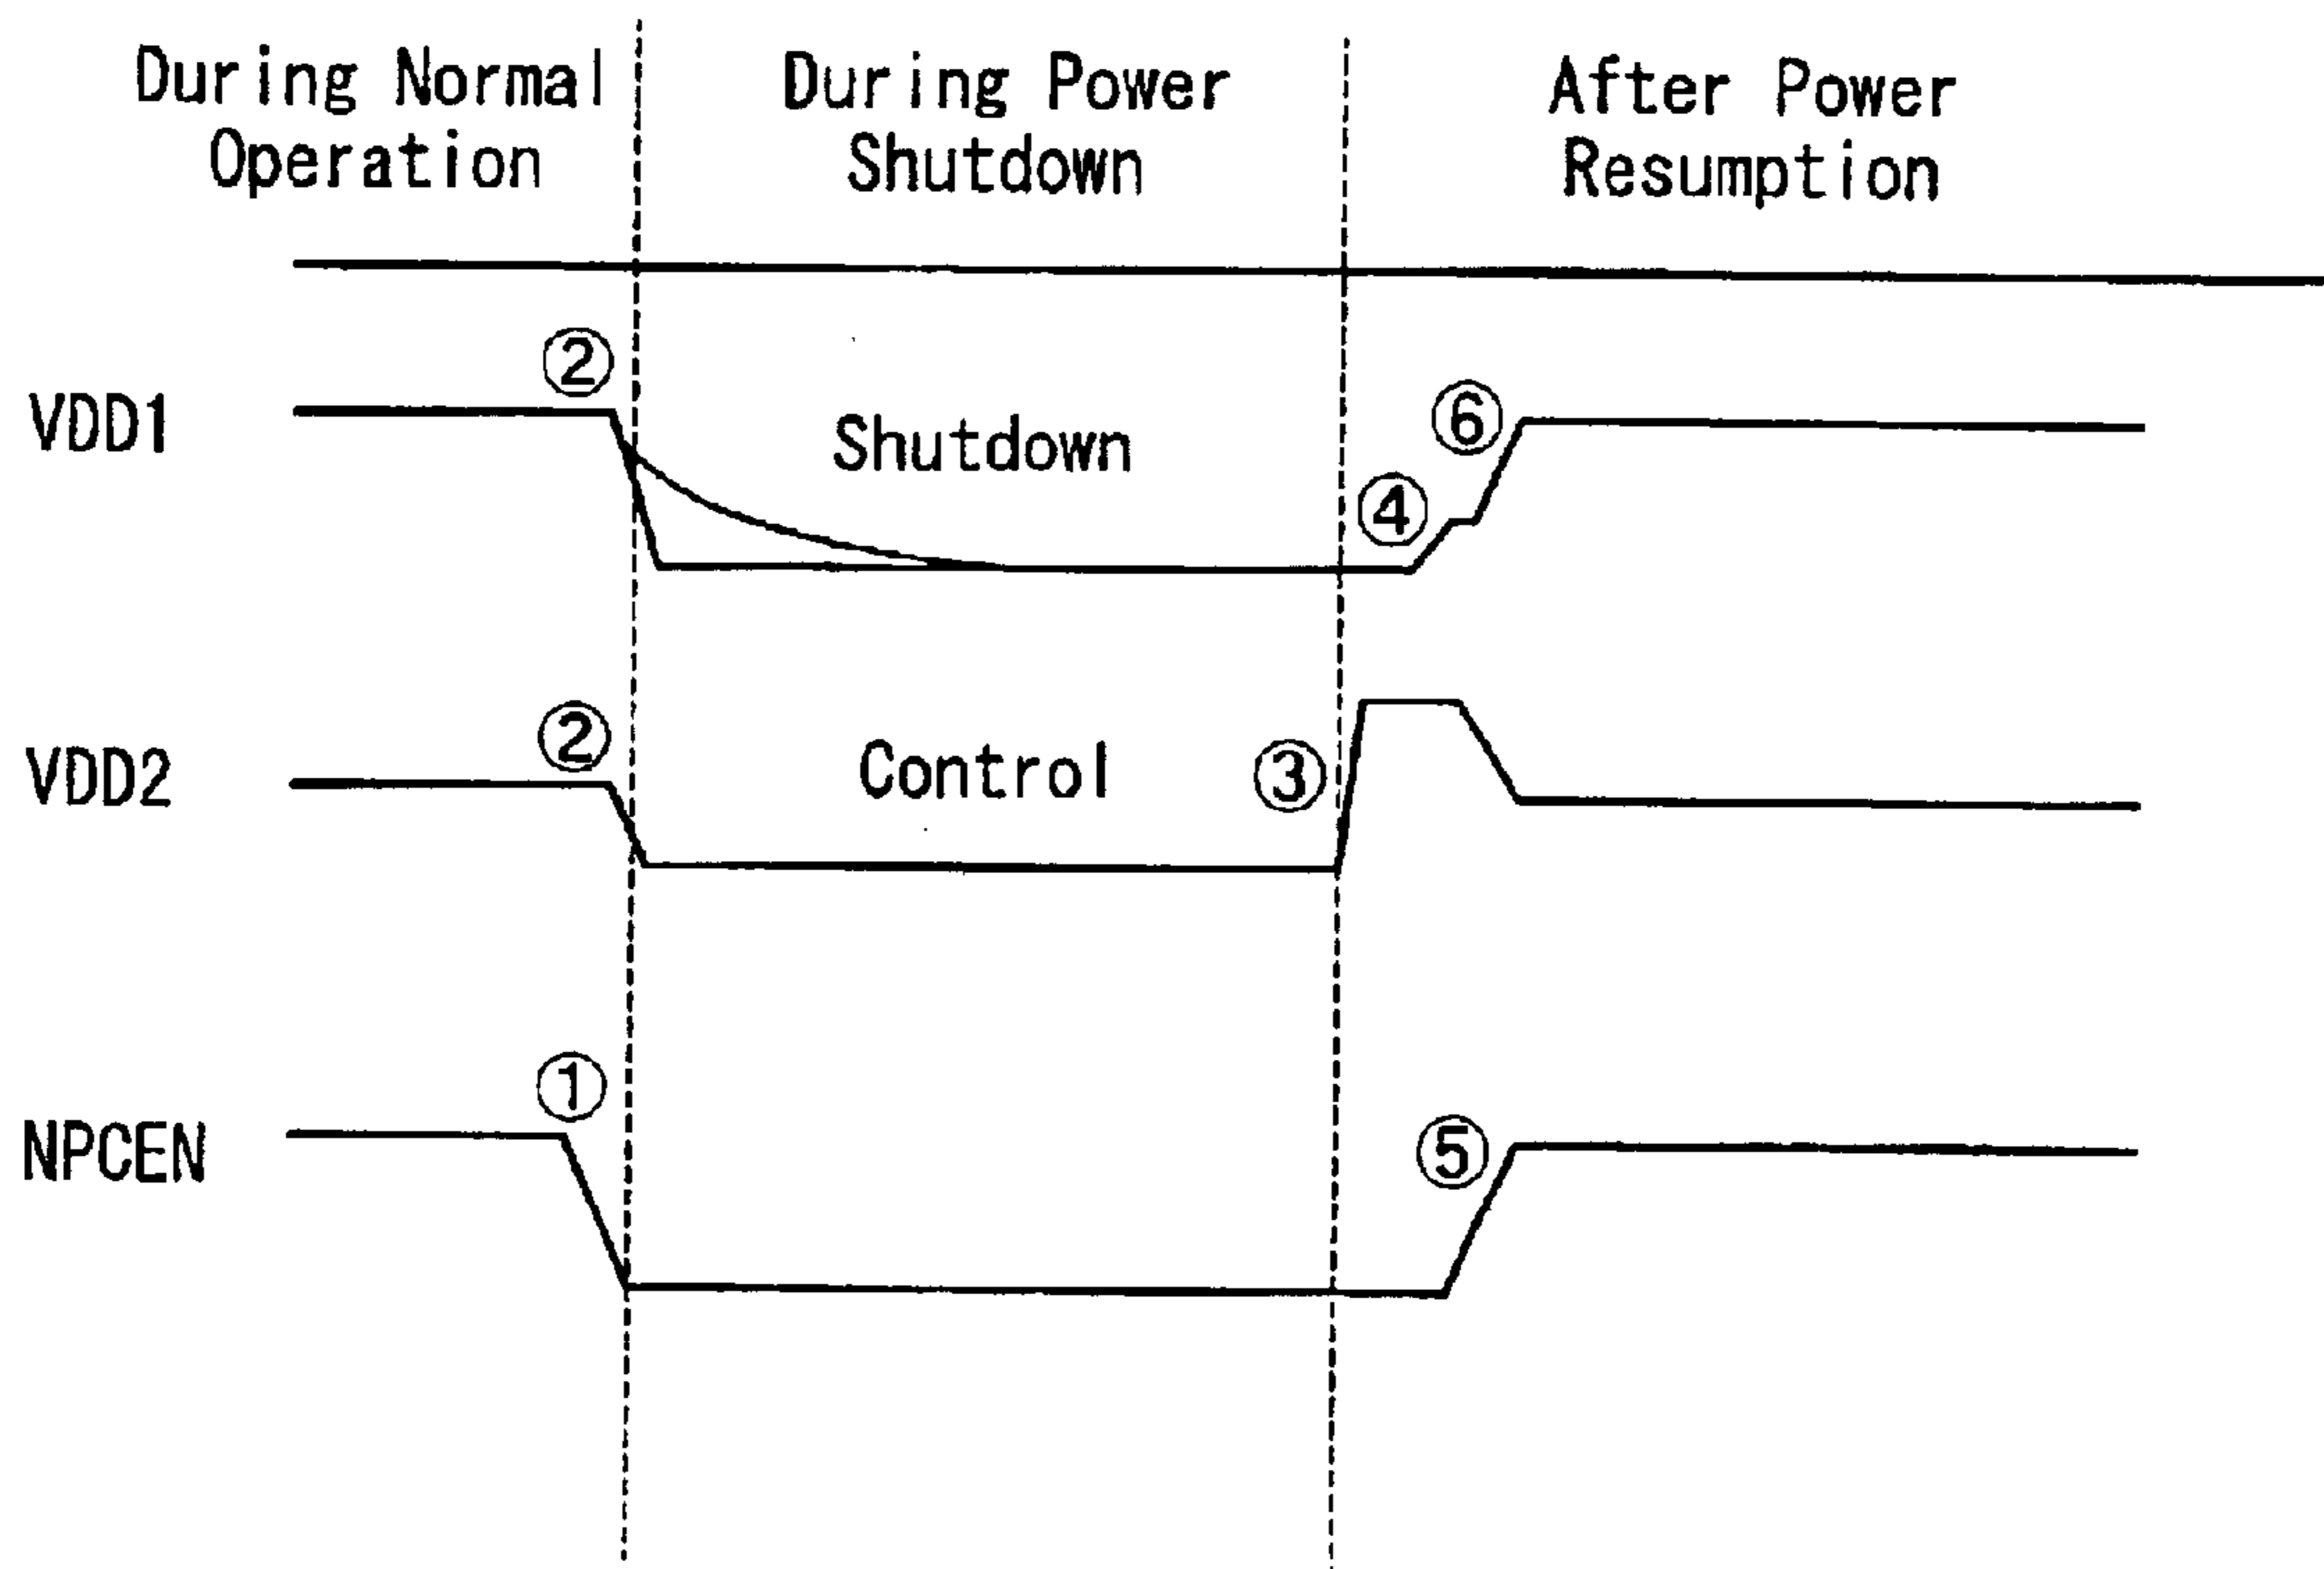 During Normal
Operation
During Power
Shutdown
After Power
Resumption
②
VDD1
Shutdown
④
⑥
②
VDD2
Control
③
①
NPCEN
⑤